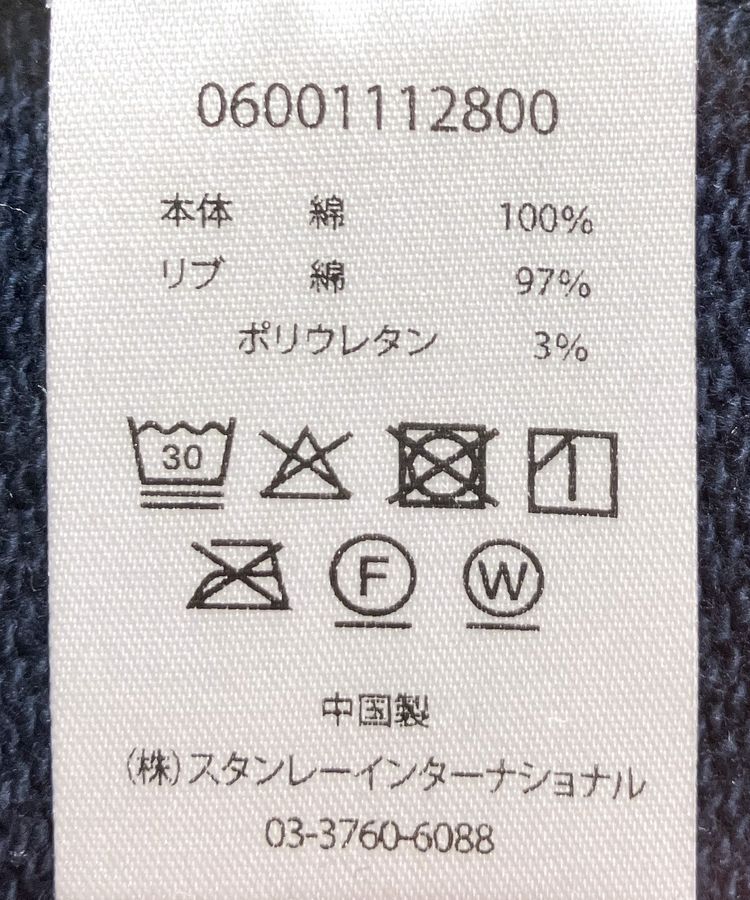 06001112800
本体 綿 100%
リブ 綿 97%
ポリウレタン 3%
30
F W
中国製
(株)スタンレーインターナショナル
03-3760-6088